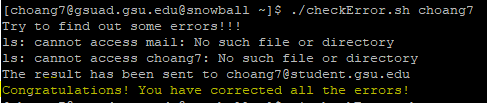 [choang7@gsuad.gsu.edu@snowball ~]$ ./checkError.sh choang7
Try to find out some errors!!!
ls: cannot access mail: No such file or directory
ls: cannot access choang7: No such file or directory
The result has been sent to choang7@student.gsu.edu
Congratulations! You have corrected all the errors!